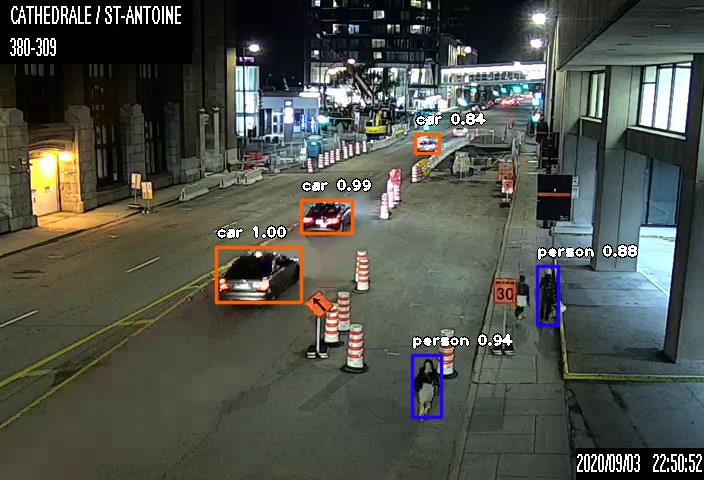 CATHEDRALE / ST-ANTOINE
380-309
car 0.84
car 0.99
car 1.00
person 0.88
30
person 0.94
2020/09/03 22:50:52